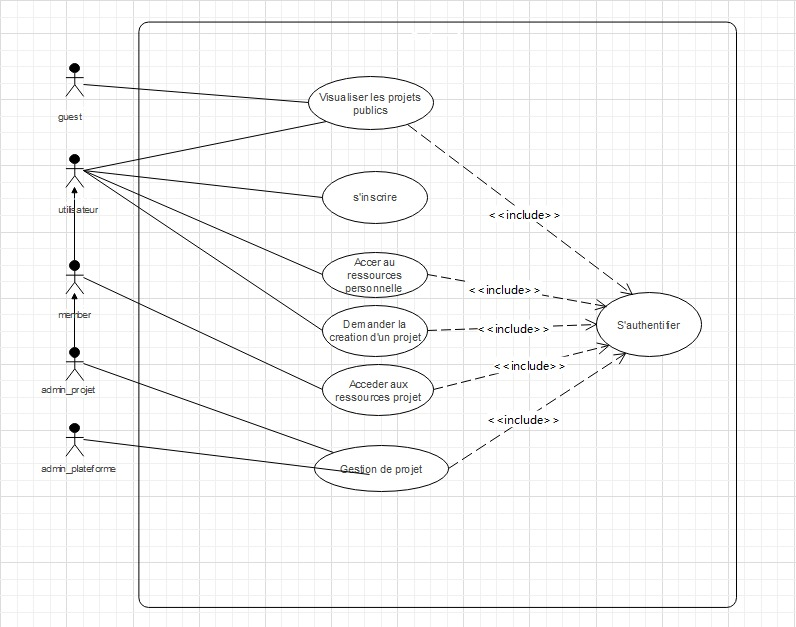 guest
Visualiser les projets
publics
utilisateur
s'inscrire
<<include>>
member
Accer au
ressources
personnelle
<<include>>
Demander la
creation d'un projet
<<include>>
S'authentifier
admin_projet
Acceder aux
ressources projet
<<include>>
admin_plateforme
Gestion de projet
<<include>>